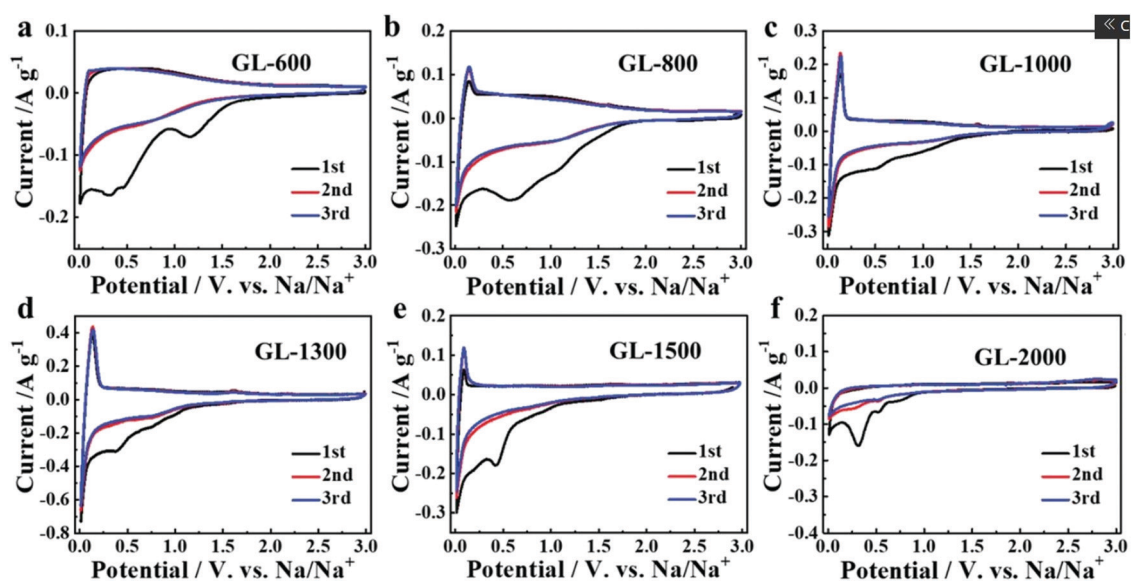 a
GL-600
0.1
0.0
-0.1
-0.2
Current /A g-1
1st
2nd
3rd
0.0 0.5 1.0 1.5 2.0 2.5 3.0
Potential / V. vs. Na/Na+
b
GL-800
0.2
0.1
0.0
-0.1
-0.2
-0.3
Current /A g-1
1st
2nd
3rd
0.0 0.5 1.0 1.5 2.0 2.5 3.0
Potential / V. vs. Na/Na+
c
« C
GL-1000
0.3
0.2
0.1
0.0
-0.1
-0.2
-0.3
Current /A g-1
1st
2nd
3rd
0.0 0.5 1.0 1.5 2.0 2.5 3.0
Potential / V. vs. Na/Na+
d
GL-1300
0.4
0.2
0.0
-0.2
-0.4
-0.6
-0.8
Current /A g-1
1st
2nd
3rd
0.0 0.5 1.0 1.5 2.0 2.5 3.0
Potential / V. vs. Na/Na+
e
GL-1500
0.2
0.1
0.0
-0.1
-0.2
-0.3
Current /A g-1
1st
2nd
3rd
0.0 0.5 1.0 1.5 2.0 2.5 3.0
Potential / V. vs. Na/Na+
f
GL-2000
0.2
0.1
0.0
-0.1
-0.2
-0.3
-0.4
Current /A g-1
1st
2nd
3rd
0.0 0.5 1.0 1.5 2.0 2.5 3.0
Potential / V. vs. Na/Na+